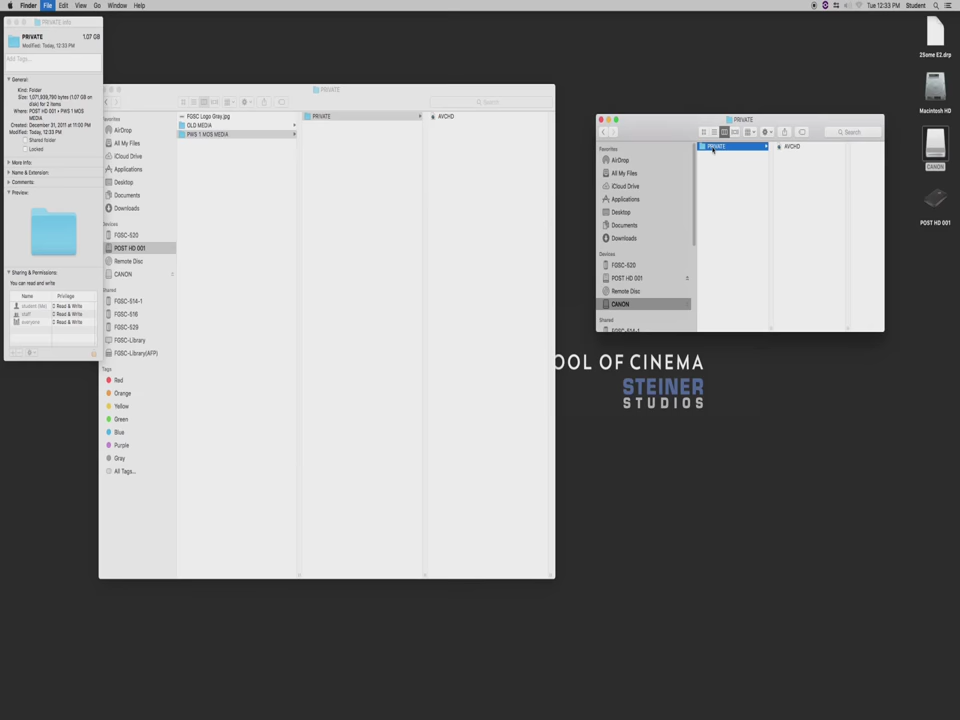 Finder File Edit View Go Window Help
Tue 12:33 PM Student
PRIVATE Info
PRIVATE 1.07 GB
Modified: Today, 12:33 PM
Add Tags...
General:
Kind: Folder
Size: 1,071,939,790 bytes (1.07 GB on
disk) for 2 items
Where: POST HD 001 • PWS 1 MOS
MEDIA
Created: December 31, 2011 at 11:00 PM
Modified: Today, 12:33 PM
Shared folder
Locked
More Info:
Name & Extension:
Comments:
Preview:
Sharing & Permissions:
You can read and write
Name Privilege
student (Me) Read & Write
staff Read & Write
everyone Read & Write
PRIVATE
Search
Favorites
AirDrop
All My Files
iCloud Drive
Applications
Desktop
Documents
Downloads
Devices
FGSC-520
POST HD 001
Remote Disc
CANON
Shared
FGSC-514-1
FGSC-516
FGSC-529
FGSC-Library
FGSC-Library(AFP)
Tags
Red
Orange
Yellow
Green
Blue
Purple
Gray
All Tags...
FGSC Logo Gray.jpg
OLD MEDIA
PWS 1 MOS MEDIA
PRIVATE
AVCHD
PRIVATE
Search
Favorites
AirDrop
All My Files
iCloud Drive
Applications
Desktop
Documents
Downloads
Devices
FGSC-520
POST HD 001
Remote Disc
CANON
Shared
FGSC-514-1
PRIVATE
AVCHD
OOL OF CINEMA
STEINER
STUDIOS
2Some E2.drp
Macintosh HD
CANON
POST HD 001